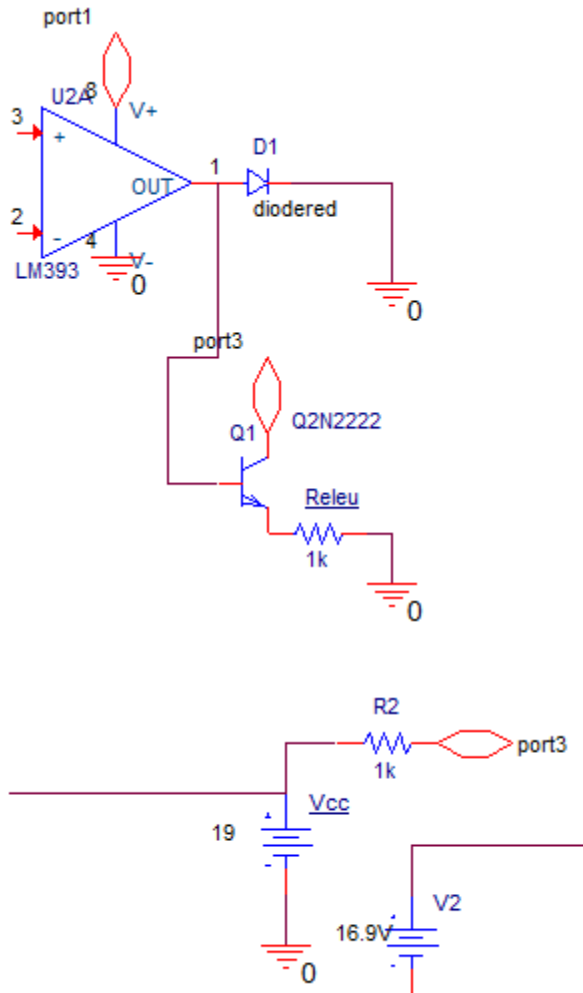 port1
U2A
8
V+
3
+
OUT
1
D1
diodered
2
-
4
V-
LM393
0
0
port3
Q1
Q2N2222
Releu
1k
0
R2
1k
port3
Vcc
19
+
-
0
V2
16.9V
+
-